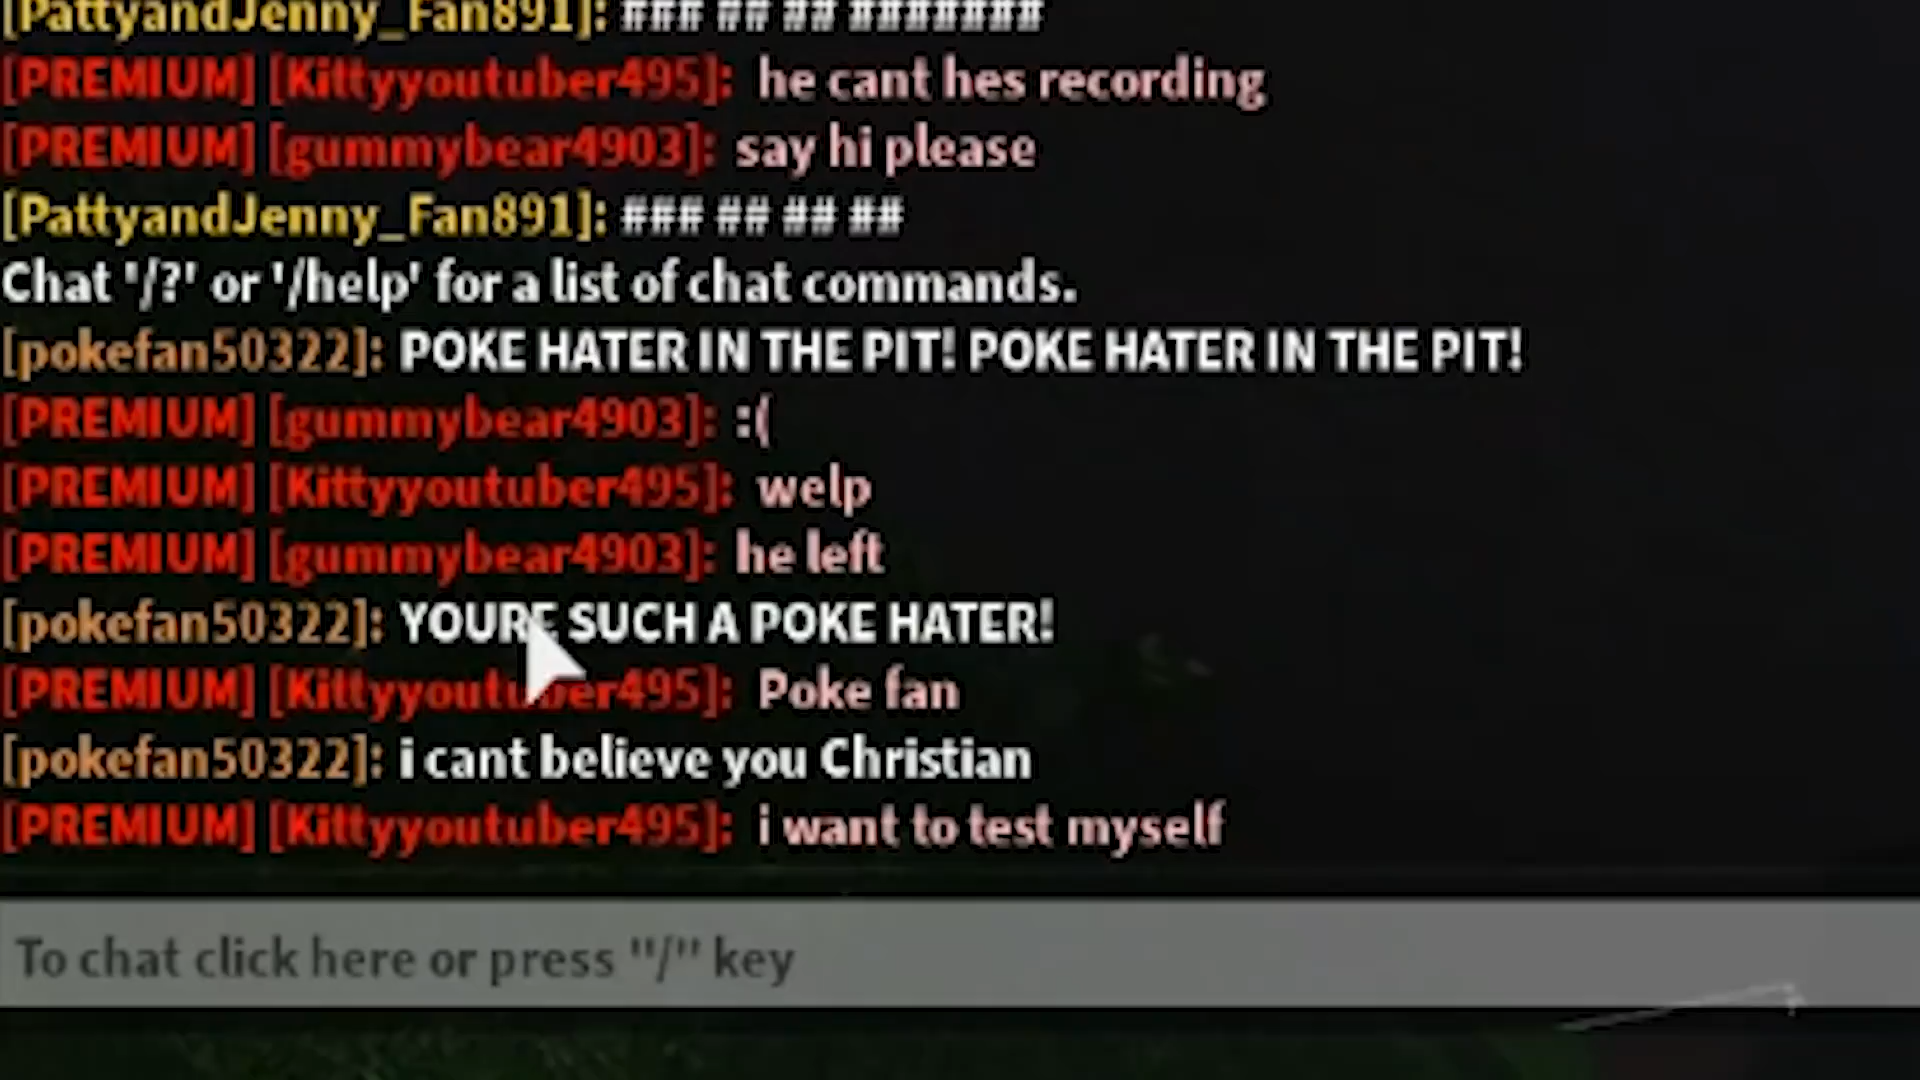 [PattyandJenny_Fan891]: ### ## ## #######
[PREMIUM] [Kittyyoutuber495]: he cant hes recording
[PREMIUM] [gummybear4903]: say hi please
[PattyandJenny_Fan891]: ### ## ## ##
Chat '/?' or '/help' for a list of chat commands.
[pokefan50322]: POKE HATER IN THE PIT! POKE HATER IN THE PIT!
[PREMIUM] [gummybear4903]: :(
[PREMIUM] [Kittyyoutuber495]: welp
[PREMIUM] [gummybear4903]: he left
[pokefan50322]: YOURE SUCH A POKE HATER!
[PREMIUM] [Kittyyoutuber495]: Poke fan
[pokefan50322]: i cant believe you Christian
[PREMIUM] [Kittyyoutuber495]: i want to test myself
To chat click here or press "/" key